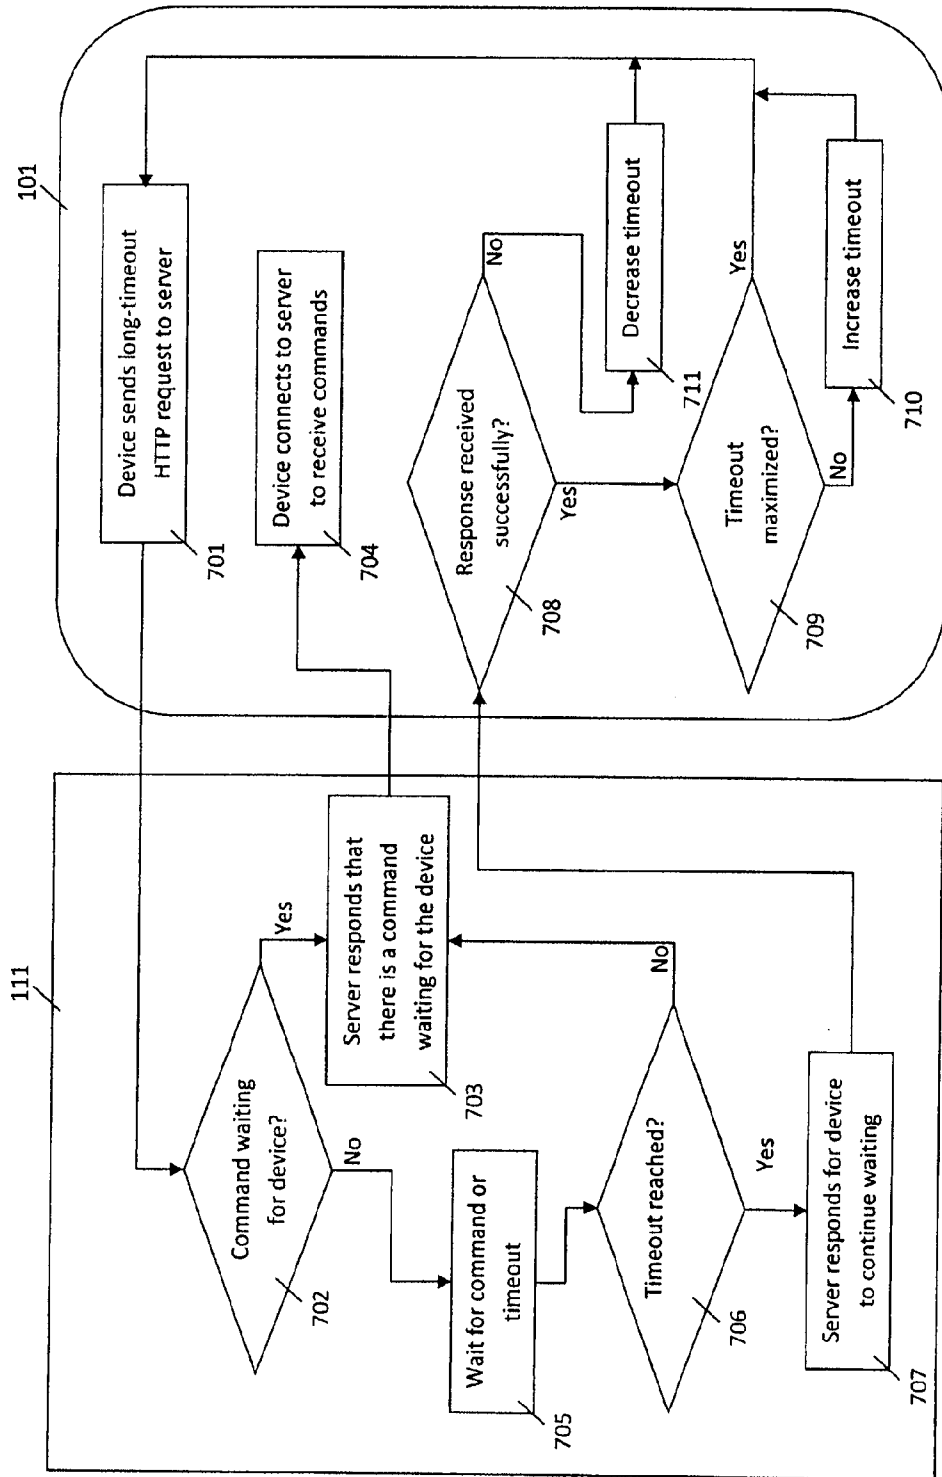 111
101
Device sends long-timeout
HTTP request to server
701
Command waiting
for device?
702
Yes
No
Server responds that
there is a command
waiting for the device
703
Device connects to server
to receive commands
704
Wait for command or
timeout
705
Timeout reached?
706
No
Yes
Server responds for device
to continue waiting
707
Response received
successfully?
708
No
Yes
Decrease timeout
711
Timeout
maximized?
709
Yes
No
Increase timeout
710